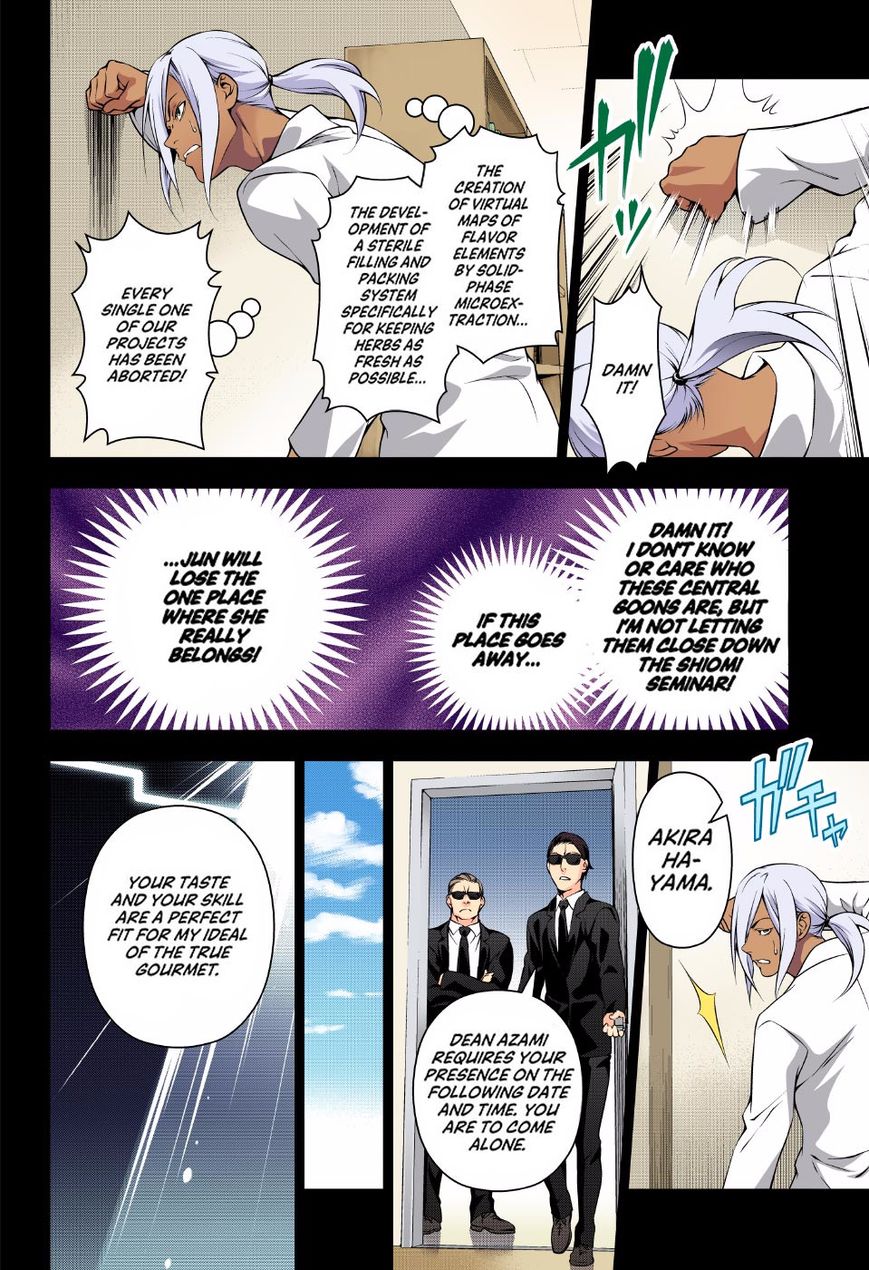 ガッ
DAMN
IT!
THE
CREATION
OF VIRTUAL
MAPS OF
FLAVOR
ELEMENTS
BY SOLID-
PHASE
MICROEX-
TRACTION...
THE DEVEL-
OPMENT OF
A STERILE
FILLING AND
PACKING
SYSTEM
SPECIFICALLY
FOR KEEPING
HERBS AS
FRESH AS
POSSIBLE...
EVERY
SINGLE ONE
OF OUR
PROJECTS
HAS BEEN
ABORTED!
DAMN IT!
I DON'T KNOW
OR CARE WHO
THESE CENTRAL
GOONS ARE, BUT
I'M NOT LETTING
THEM CLOSE DOWN
THE SHIOMI
SEMINAR!
IF THIS
PLACE GOES
AWAY...
...JUN WILL
LOSE THE
ONE PLACE
WHERE SHE
REALLY
BELONGS!
ガチャ
AKIRA
HA-
YAMA.
DEAN AZAMI
REQUIRES YOUR
PRESENCE ON THE
FOLLOWING DATE
AND TIME. YOU
ARE TO COME
ALONE.
YOUR TASTE
AND YOUR SKILL
ARE A PERFECT
FIT FOR MY IDEAL
OF THE TRUE
GOURMET.